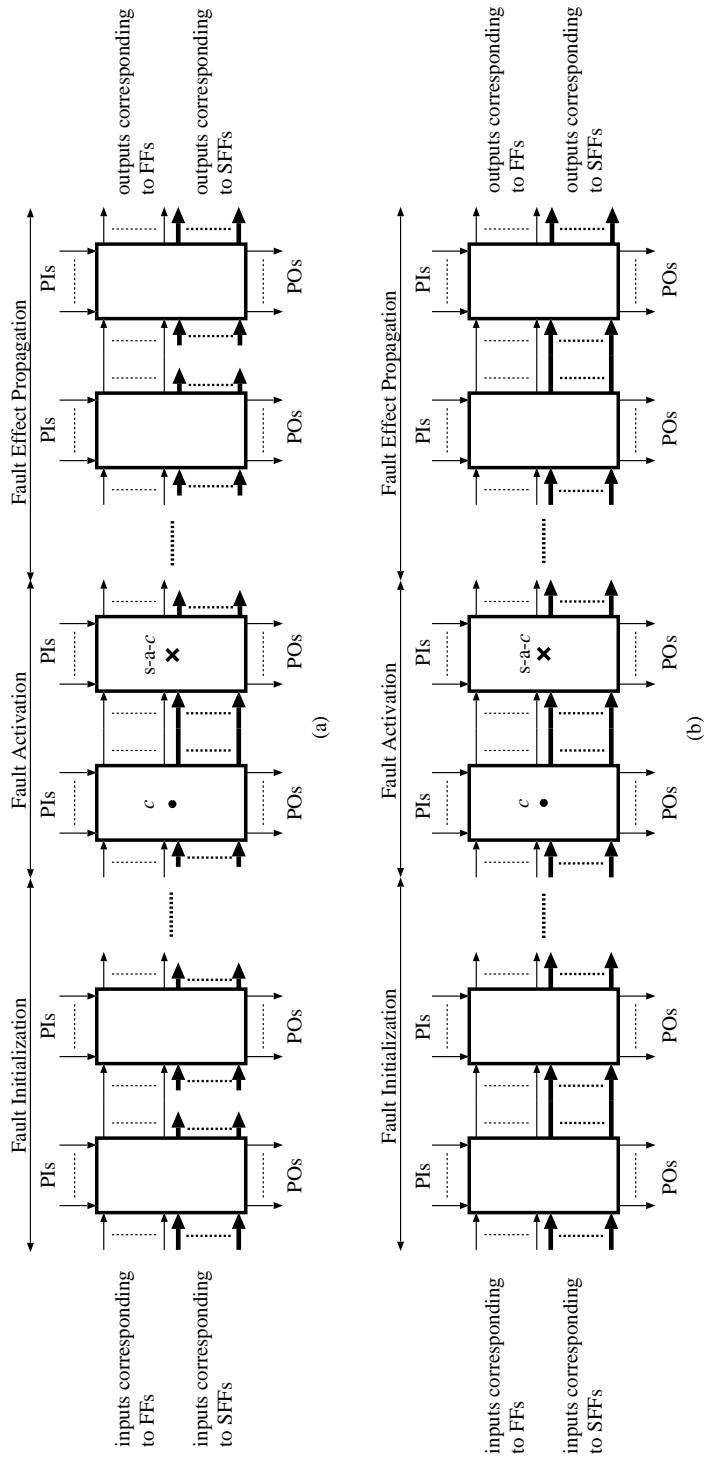 Fault Initialization
Fault Activation
Fault Effect Propagation
PIs
PIs
PIs
PIs
PIs
PIs
inputs corresponding
to FFs
c
s-a-c
outputs corresponding
to FFs
inputs corresponding
to SFFs
outputs corresponding
to SFFs
POs
POs
POs
POs
POs
POs
(a)
Fault Initialization
Fault Activation
Fault Effect Propagation
PIs
PIs
PIs
PIs
PIs
PIs
inputs corresponding
to FFs
c
s-a-c
outputs corresponding
to FFs
inputs corresponding
to SFFs
outputs corresponding
to SFFs
POs
POs
POs
POs
POs
POs
(b)